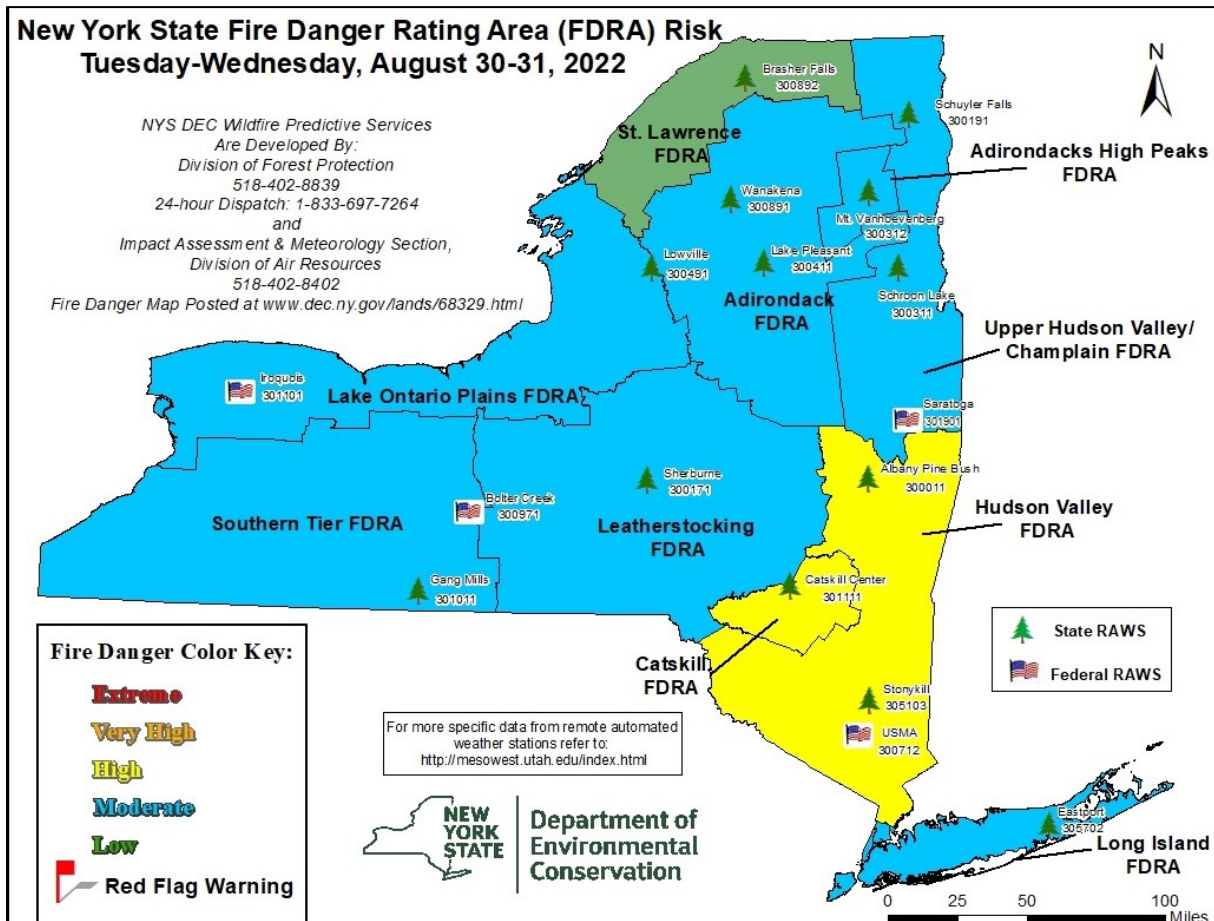 New York State Fire Danger Rating Area (FDRA) Risk
Tuesday-Wednesday, August 30-31, 2022
NYS DEC Wildfire Predictive Services
Are Developed By:
Division of Forest Protection
518-402-8839
24-hour Dispatch: 1-833-697-7264
and
Impact Assessment & Meteorology Section,
Division of Air Resources
518-402-8402
Fire Danger Map Posted at www.dec.ny.gov/lands/68329.html
N
Brasher Falls
300892
St. Lawrence
FDRA
Schuyler Falls
300191
Adirondacks High Peaks
FDRA
Wanakena
300891
Mt. Vanhoevenberg
300312
Lowville
300491
Lake Pleasant
300411
Adirondack
FDRA
Schroon Lake
300311
Upper Hudson Valley/
Champlain FDRA
Iroquois
301101
Lake Ontario Plains FDRA
Saratoga
301901
Albany Pine Bush
300011
Sherburne
300171
Bolter Creek
300971
Southern Tier FDRA
Leatherstocking
FDRA
Hudson Valley
FDRA
Gang Mills
301011
Catskill Center
301111
Catskill
FDRA
Stonykill
305103
USMA
300712
State RAWS
Federal RAWS
Fire Danger Color Key:
Extreme
Very High
High
Moderate
Low
Red Flag Warning
For more specific data from remote automated
weather stations refer to:
http://mesowest.utah.edu/index.html
NEW
YORK
STATE
Department of
Environmental
Conservation
Eastport
305702
Long Island
FDRA
0 25 50 100
Miles